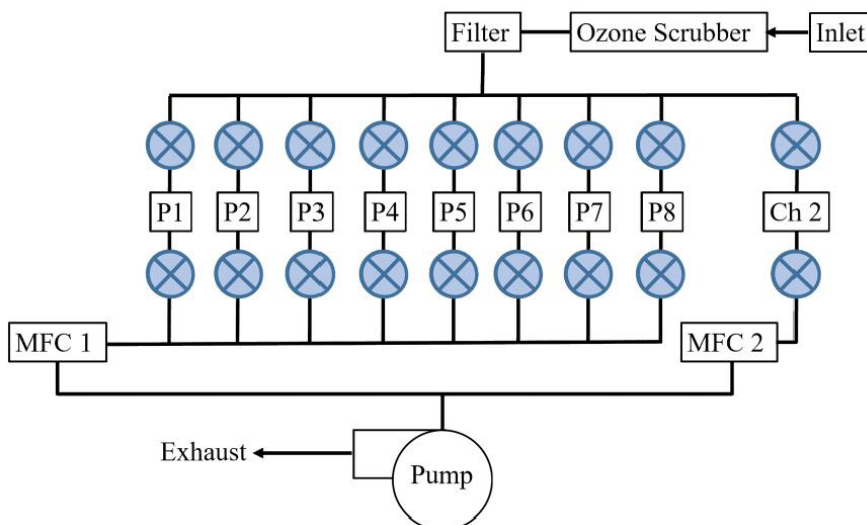 Filter Ozone Scrubber Inlet
P1 P2 P3 P4 P5 P6 P7 P8 Ch 2
MFC 1 MFC 2
Exhaust
Pump